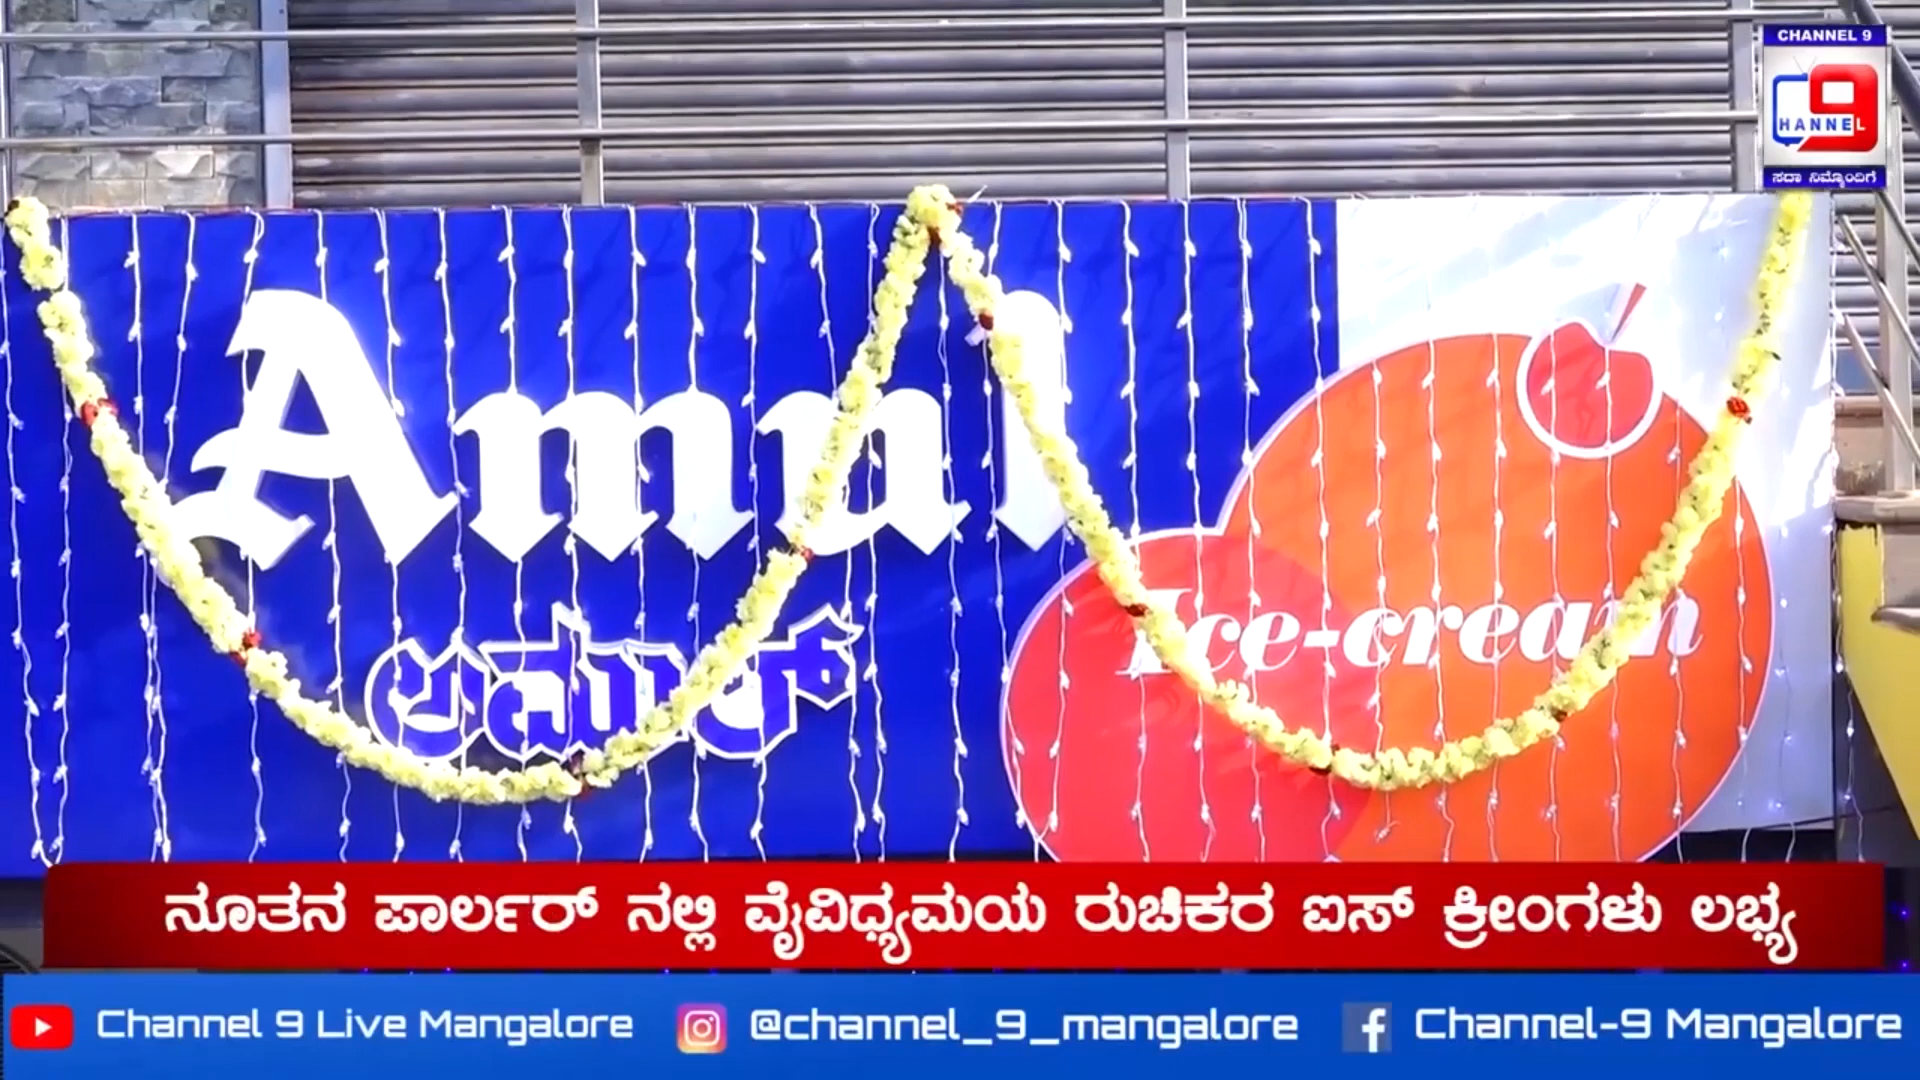 CHANNEL 9
9
HANNEL
ಸದಾ ನಿಮ್ಮೊಂದಿಗೆ
Amul
ಅಮುಲ್
Ice-cream
ನೂತನ ಪಾರ್ಲರ್ ನಲ್ಲಿ ವೈವಿಧ್ಯಮಯ ರುಚಿಕರ ಐಸ್ ಕ್ರೀಂಗಳು ಲಭ್ಯ
Channel 9 Live Mangalore @channel_9_mangalore Channel-9 Mangalore